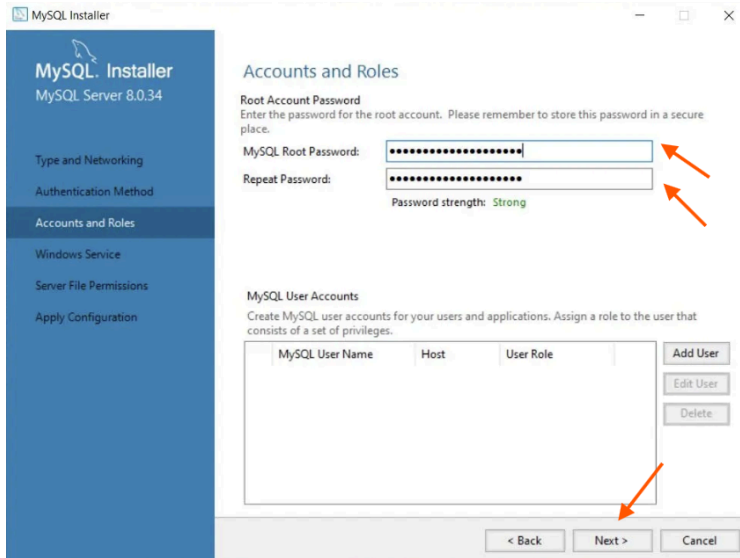 MySQL Installer
MySQL. Installer
MySQL Server 8.0.34
Type and Networking
Authentication Method
Accounts and Roles
Windows Service
Server File Permissions
Apply Configuration
Accounts and Roles
Root Account Password
Enter the password for the root account. Please remember to store this password in a secure
place.
MySQL Root Password: ●●●●●●●●●●●●●●●●●●●●
Repeat Password: ●●●●●●●●●●●●●●●●●●●●
Password strength: Strong
MySQL User Accounts
Create MySQL user accounts for your users and applications. Assign a role to the user that
consists of a set of privileges.
MySQL User Name Host User Role
Add User
Edit User
Delete
< Back Next > Cancel